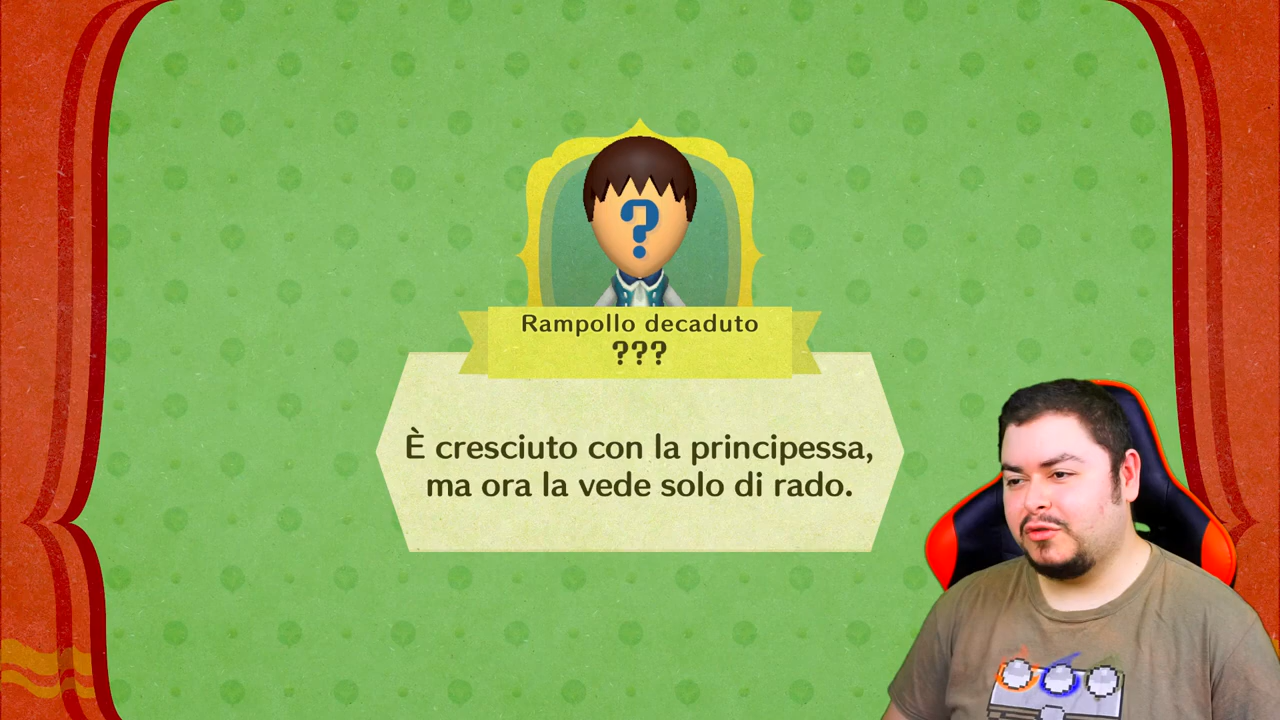 ?
Rampollo decaduto
???
È cresciuto con la principessa,
ma ora la vede solo di rado.